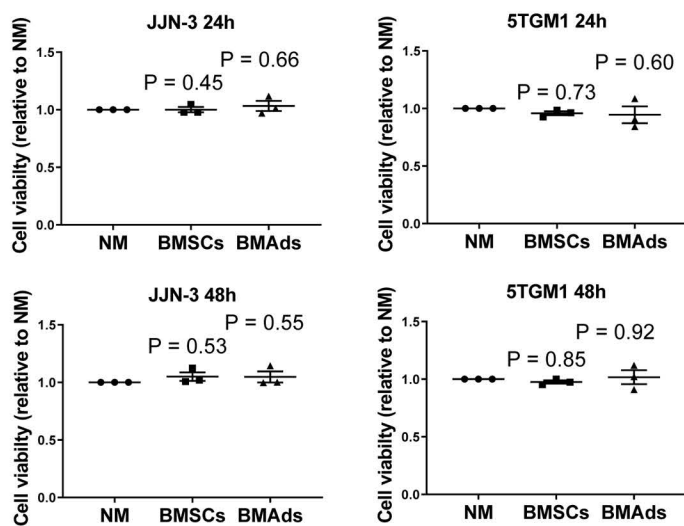 JJN-3 24h
Cell viabilty (relative to NM)
1.5
1.0
0.5
0.0
P = 0.45
P = 0.66
NM BMSCs BMAds
5TGM1 24h
Cell viabilty (relative to NM)
1.5
1.0
0.5
0.0
P = 0.73
P = 0.60
NM BMSCs BMAds
JJN-3 48h
Cell viabilty (relative to NM)
1.5
1.0
0.5
0.0
P = 0.53
P = 0.55
NM BMSCs BMAds
5TGM1 48h
Cell viabilty (relative to NM)
1.5
1.0
0.5
0.0
P = 0.85
P = 0.92
NM BMSCs BMAds